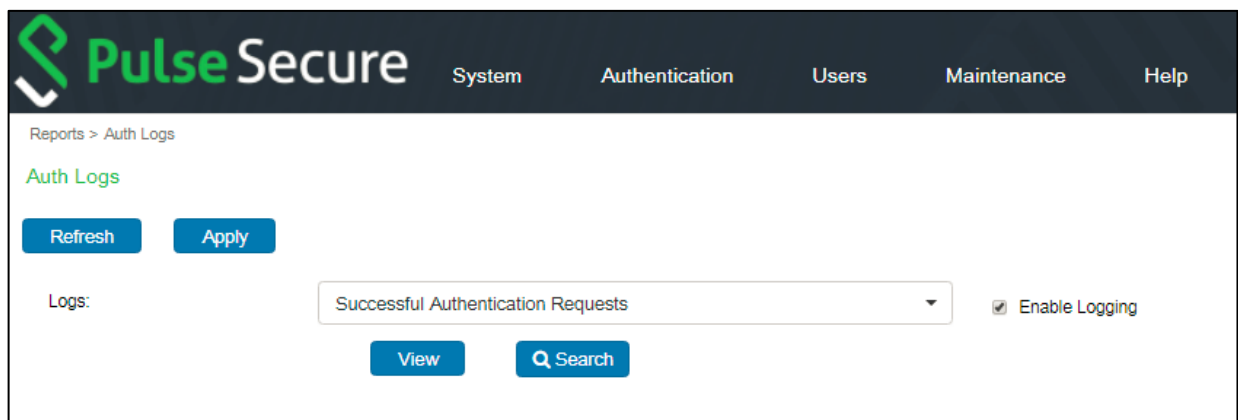 Pulse Secure System Authentication Users Maintenance Help
Reports > Auth Logs
Auth Logs
Refresh Apply
Logs: Successful Authentication Requests Enable Logging
View Search